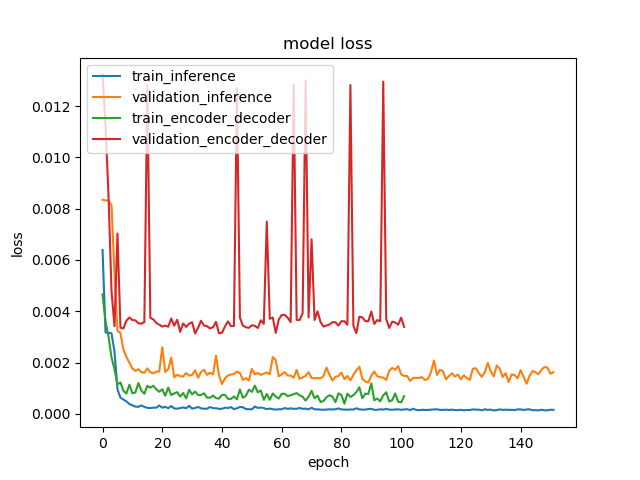 model loss
train_inference
validation_inference
train_encoder_decoder
validation_encoder_decoder
0.012
0.010
0.008
0.006
0.004
0.002
0.000
loss
0 20 40 60 80 100 120 140
epoch